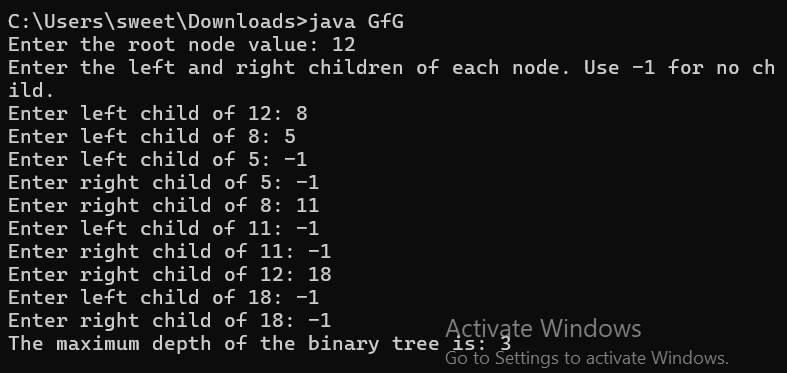 C:\Users\sweet\Downloads>java GfG
Enter the root node value: 12
Enter the left and right children of each node. Use -1 for no ch
ild.
Enter left child of 12: 8
Enter left child of 8: 5
Enter left child of 5: -1
Enter right child of 5: -1
Enter right child of 8: 11
Enter left child of 11: -1
Enter right child of 11: -1
Enter right child of 12: 18
Enter left child of 18: -1
Enter right child of 18: -1
The maximum depth of the binary tree is: 3
Activate Windows
Go to Settings to activate Windows.